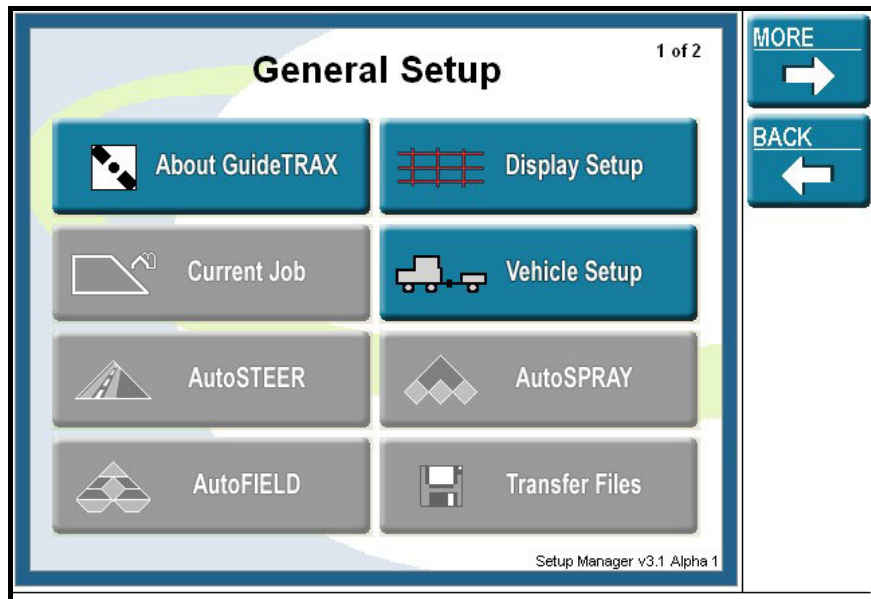 General Setup
1 of 2
About GuideTRAX
Display Setup
Current Job
Vehicle Setup
AutoSTEER
AutoSPRAY
AutoFIELD
Transfer Files
Setup Manager v3.1 Alpha 1
MORE
BACK